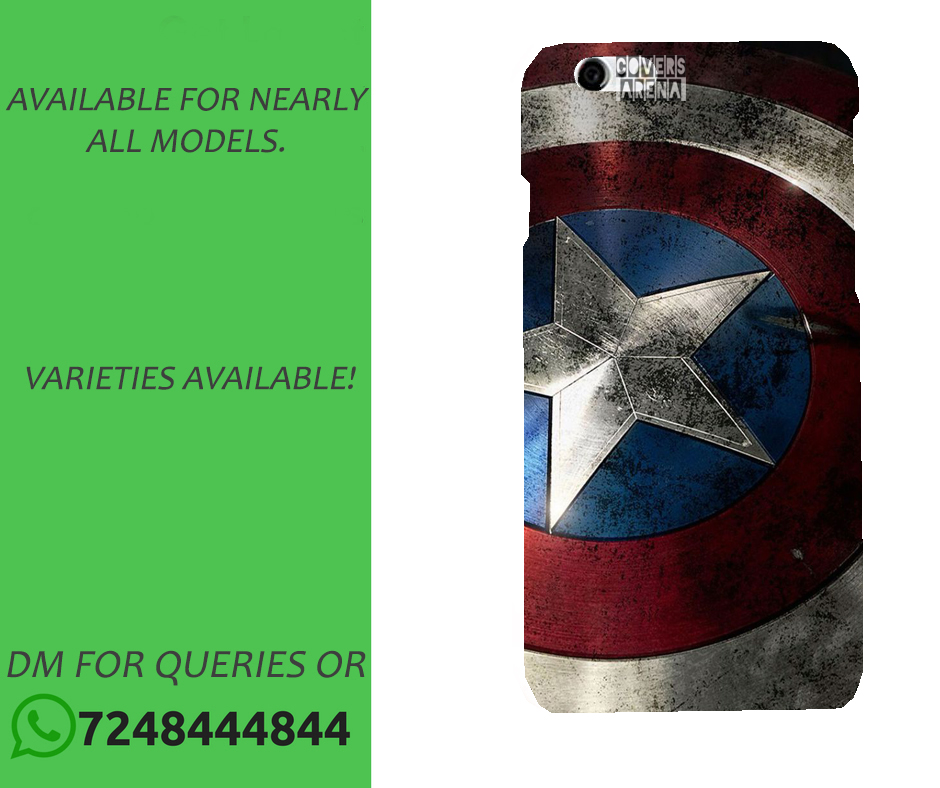 AVAILABLE FOR NEARLY
ALL MODELS.
VARIETIES AVAILABLE!
DM FOR QUERIES OR
7248444844
COVERS
ARENA